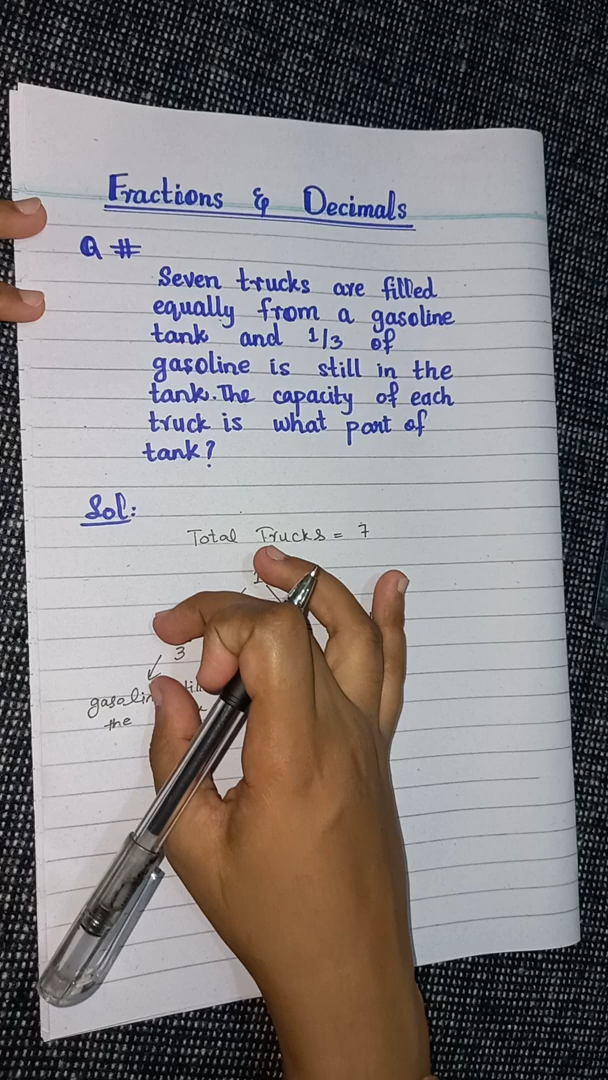 Fractions & Decimals
Q #
Seven trucks are filled
equally from a gasoline
tank and 1/3 of
gasoline is still in the
tank. The capacity of each
truck is what part of
tank?
Sol:
Total Trucks = 7
1
3
the